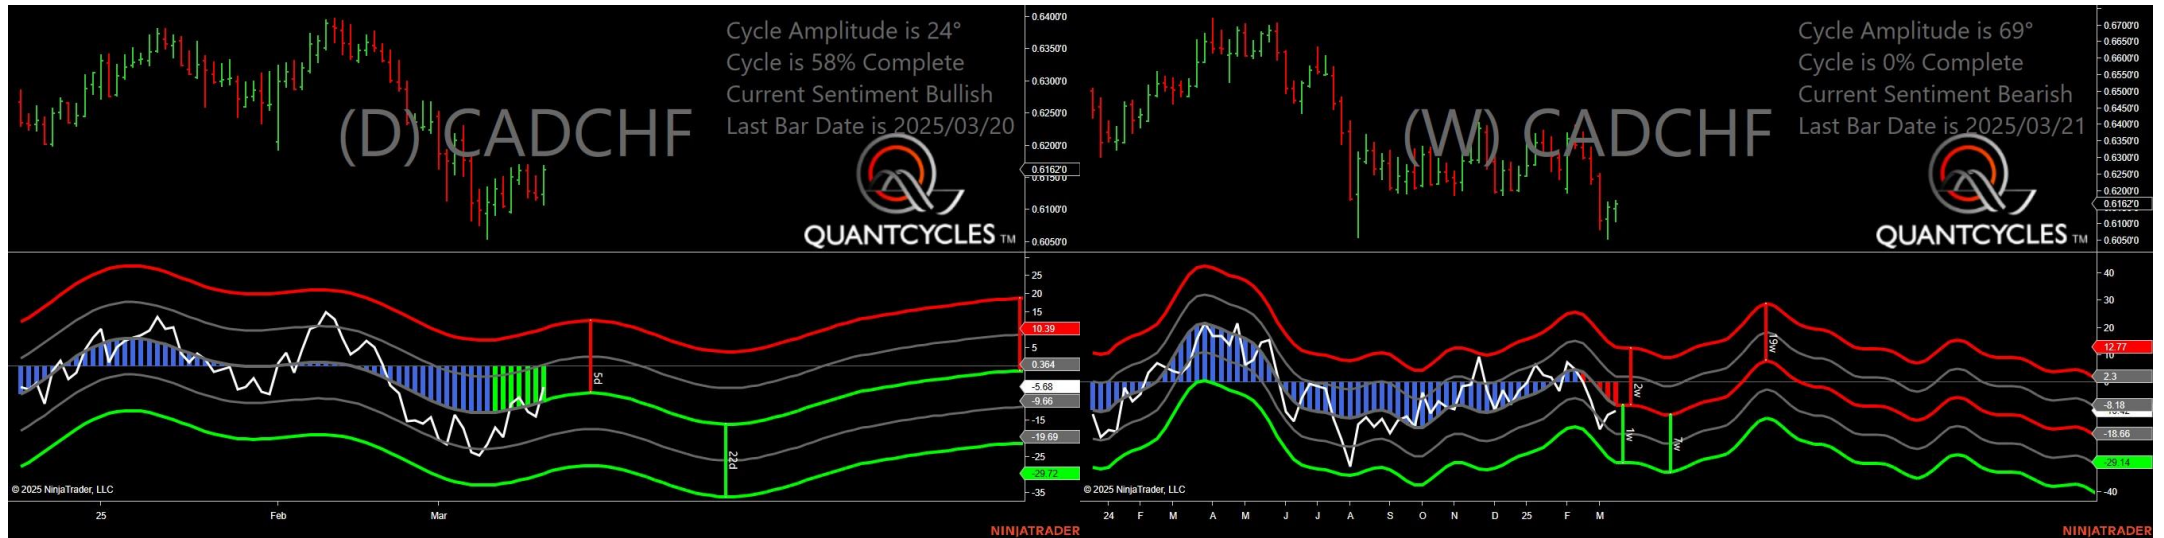 Cycle Amplitude is 24°
Cycle is 58% Complete
Current Sentiment Bullish
Last Bar Date is 2025/03/20
(D) CADCHF
QUANTCYCLES TM
0.6400'0
0.6350'0
0.6300'0
0.6250'0
0.6200'0
0.6162'0
0.6150'0
0.6100'0
0.6050'0
25
20
15
10.39
5
0.364
-5.68
-9.66
-15
-19.69
-25
-29.72
-35
5d
22d
© 2025 NinjaTrader, LLC
25 Feb Mar
NINJATRADER
Cycle Amplitude is 69°
Cycle is 0% Complete
Current Sentiment Bearish
Last Bar Date is 2025/03/21
(W) CADCHF
QUANTCYCLES TM
0.6700'0
0.6650'0
0.6600'0
0.6550'0
0.6500'0
0.6450'0
0.6400'0
0.6350'0
0.6300'0
0.6250'0
0.6200'0
0.6162'0
0.6100'0
0.6050'0
40
30
20
12.77
10
2.3
-8.18
-18.66
-29.14
-40
2w
1w
7w
19w
© 2025 NinjaTrader, LLC
24 F M A M J J A S O N D 25 F M
NINJATRADER